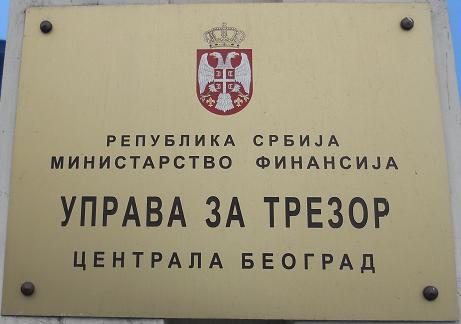 РЕПУБЛИКА СРБИЈА
МИНИСТАРСТВО ФИНАНСИЈА
УПРАВА ЗА ТРЕЗОР
ЦЕНТРАЛА БЕОГРАД